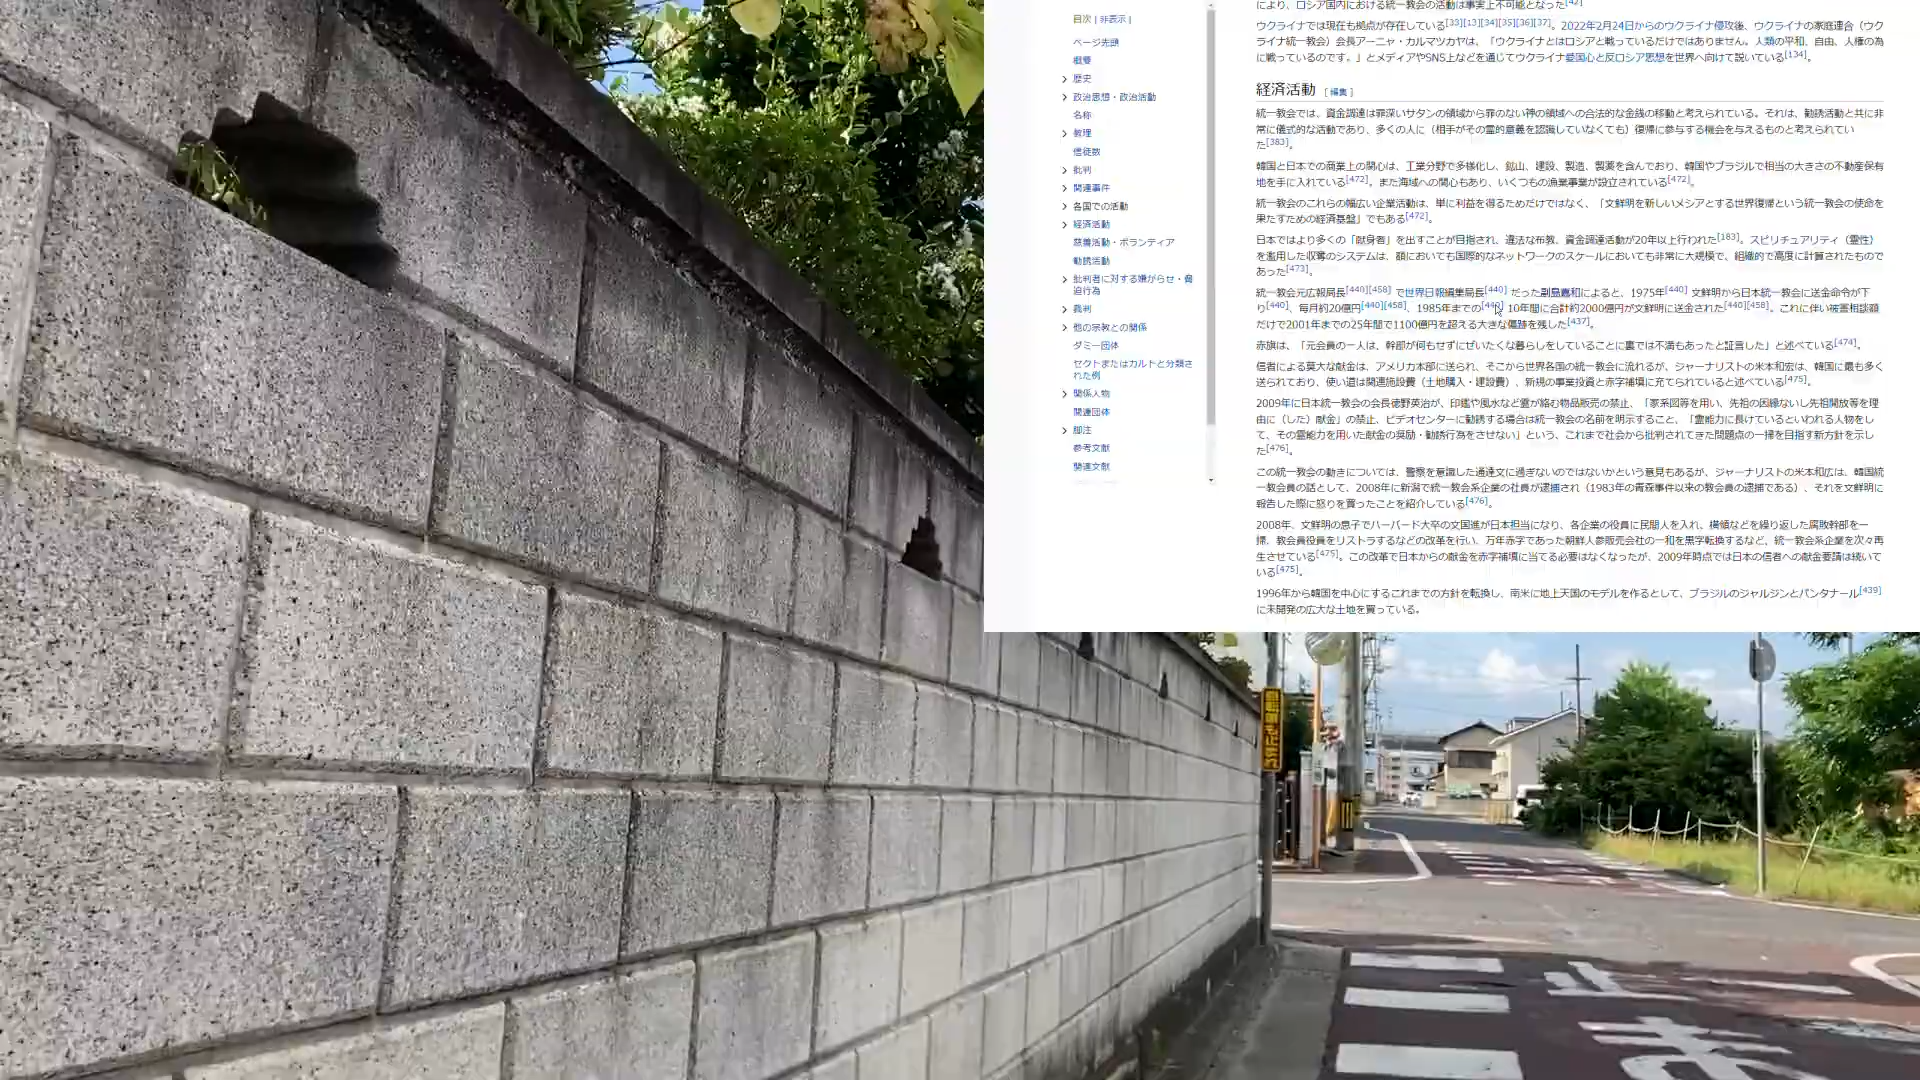 目次 [ 非表示 ]
ページ先頭
概要
歴史
政治思想・政治活動
名称
教理
信徒数
批判
関連事件
各国での活動
経済活動
慈善活動・ボランティア
勧誘活動
批判者に対する嫌がらせ・脅
迫行為
裁判
他の宗教との関係
ダミー団体
セクトまたはカルトと分類さ
れた例
関係人物
関連団体
脚注
参考文献
関連文献
により、ロシア国内における統一教会の活動は事実上不可能となった[42]
ウクライナでは現在も拠点が存在している[33][13][34][35][36][37]。2022年2月24日からのウクライナ侵攻後、ウクライナの家庭連合（ウク
ライナ統一教会）会長アーニャ・カルマツカヤは、「ウクライナとはロシアと戦っているだけではありません。人類の平和、自由、人権の為
に戦っているのです。」とメディアやSNS上などを通じてウクライナ愛国心と反ロシア思想を世界へ向けて説いている[134]。
経済活動 [ 編集 ]
統一教会では、資金調達は罪深いサタンの領域から罪のない神の領域への合法的な金銭の移動と考えられている。それは、勧誘活動と共に非
常に儀式的な活動であり、多くの人に（相手がその霊的意義を認識していなくても）復帰に参与する機会を与えるものと考えられてい
た[383]。
韓国と日本での商業上の関心は、工業分野で多様化し、鉱山、建設、製造、製薬を含んでおり、韓国やブラジルで相当の大きさの不動産保有
地を手に入れている[472]。また海域への関心もあり、いくつもの漁業事業が設立されている[472]。
統一教会のこれらの幅広い企業活動は、単に利益を得るためだけではなく、「文鮮明を新しいメシアとする世界復帰という統一教会の使命を
果たすための経済基盤」でもある[472]。
日本ではより多くの「献身者」を出すことが目指され、違法な布教、資金調達活動が20年以上行われた[183]。スピリチュアリティ（霊性）
を濫用した収奪のシステムは、額においても国際的なネットワークのスケールにおいても非常に大規模で、組織的で高度に計算されたもので
あった[473]。
統一教会元広報局長[440][458] で世界日報編集局長[440] だった副島嘉和によると、1975年[440] 文鮮明から日本統一教会に送金命令が下
り[440]、毎月約20億円[440][458]、1985年までの[440] 10年間に合計約2000億円が文鮮明に送金された[440][458]。これに伴い被害相談額
だけで2001年までの25年間で1100億円を超える大きな傷跡を残した[437]。
赤旗は、「元会員の一人は、幹部が何もせずにぜいたくな暮らしをしていることに裏では不満もあったと証言した」と述べている[474]。
信者による莫大な献金は、アメリカ本部に送られ、そこから世界各国の統一教会に流れるが、ジャーナリストの米本和宏は、韓国に最も多く
送られており、使い道は関連施設費（土地購入・建設費）、新規の事業投資と赤字補填に充てられていると述べている[475]。
2009年に日本統一教会の会長徳野英治が、印鑑や風水など霊が絡む物品販売の禁止、「家系図等を用い、先祖の因縁ないし先祖開放等を理
由に（した）献金」の禁止、ビデオセンターに勧誘する場合は統一教会の名前を明示すること、「霊能力に長けているといわれる人物をし
て、その霊能力を用いた献金の奨励・勧誘行為をさせない」という、これまで社会から批判されてきた問題点の一掃を目指す新方針を示し
た[476]。
この統一教会の動きについては、警察を意識した通達文に過ぎないのではないかという意見もあるが、ジャーナリストの米本和広は、韓国統
一教会員の話として、2008年に新潟で統一教会系企業の社員が逮捕され（1983年の青森事件以来の教会員の逮捕である）、それを文鮮明に
報告した際に怒りを買ったことを紹介している[476]。
2008年、文鮮明の息子でハーバード大卒の文国進が日本担当になり、各企業の役員に民間人を入れ、横領などを繰り返した腐敗幹部を一
掃、教会員役員をリストラするなどの改革を行い、万年赤字であった朝鮮人参販売会社の一和を黒字転換するなど、統一教会系企業を次々再
生させている[475]。この改革で日本からの献金を赤字補填に当てる必要はなくなったが、2009年時点では日本の信者への献金要請は続いて
いる[475]。
1996年から韓国を中心にするこれまでの方針を転換し、南米に地上天国のモデルを作るとして、ブラジルのジャルジンとパンタナール[439]
に未開発の広大な土地を買っている。
自転車も止まれ
止ま